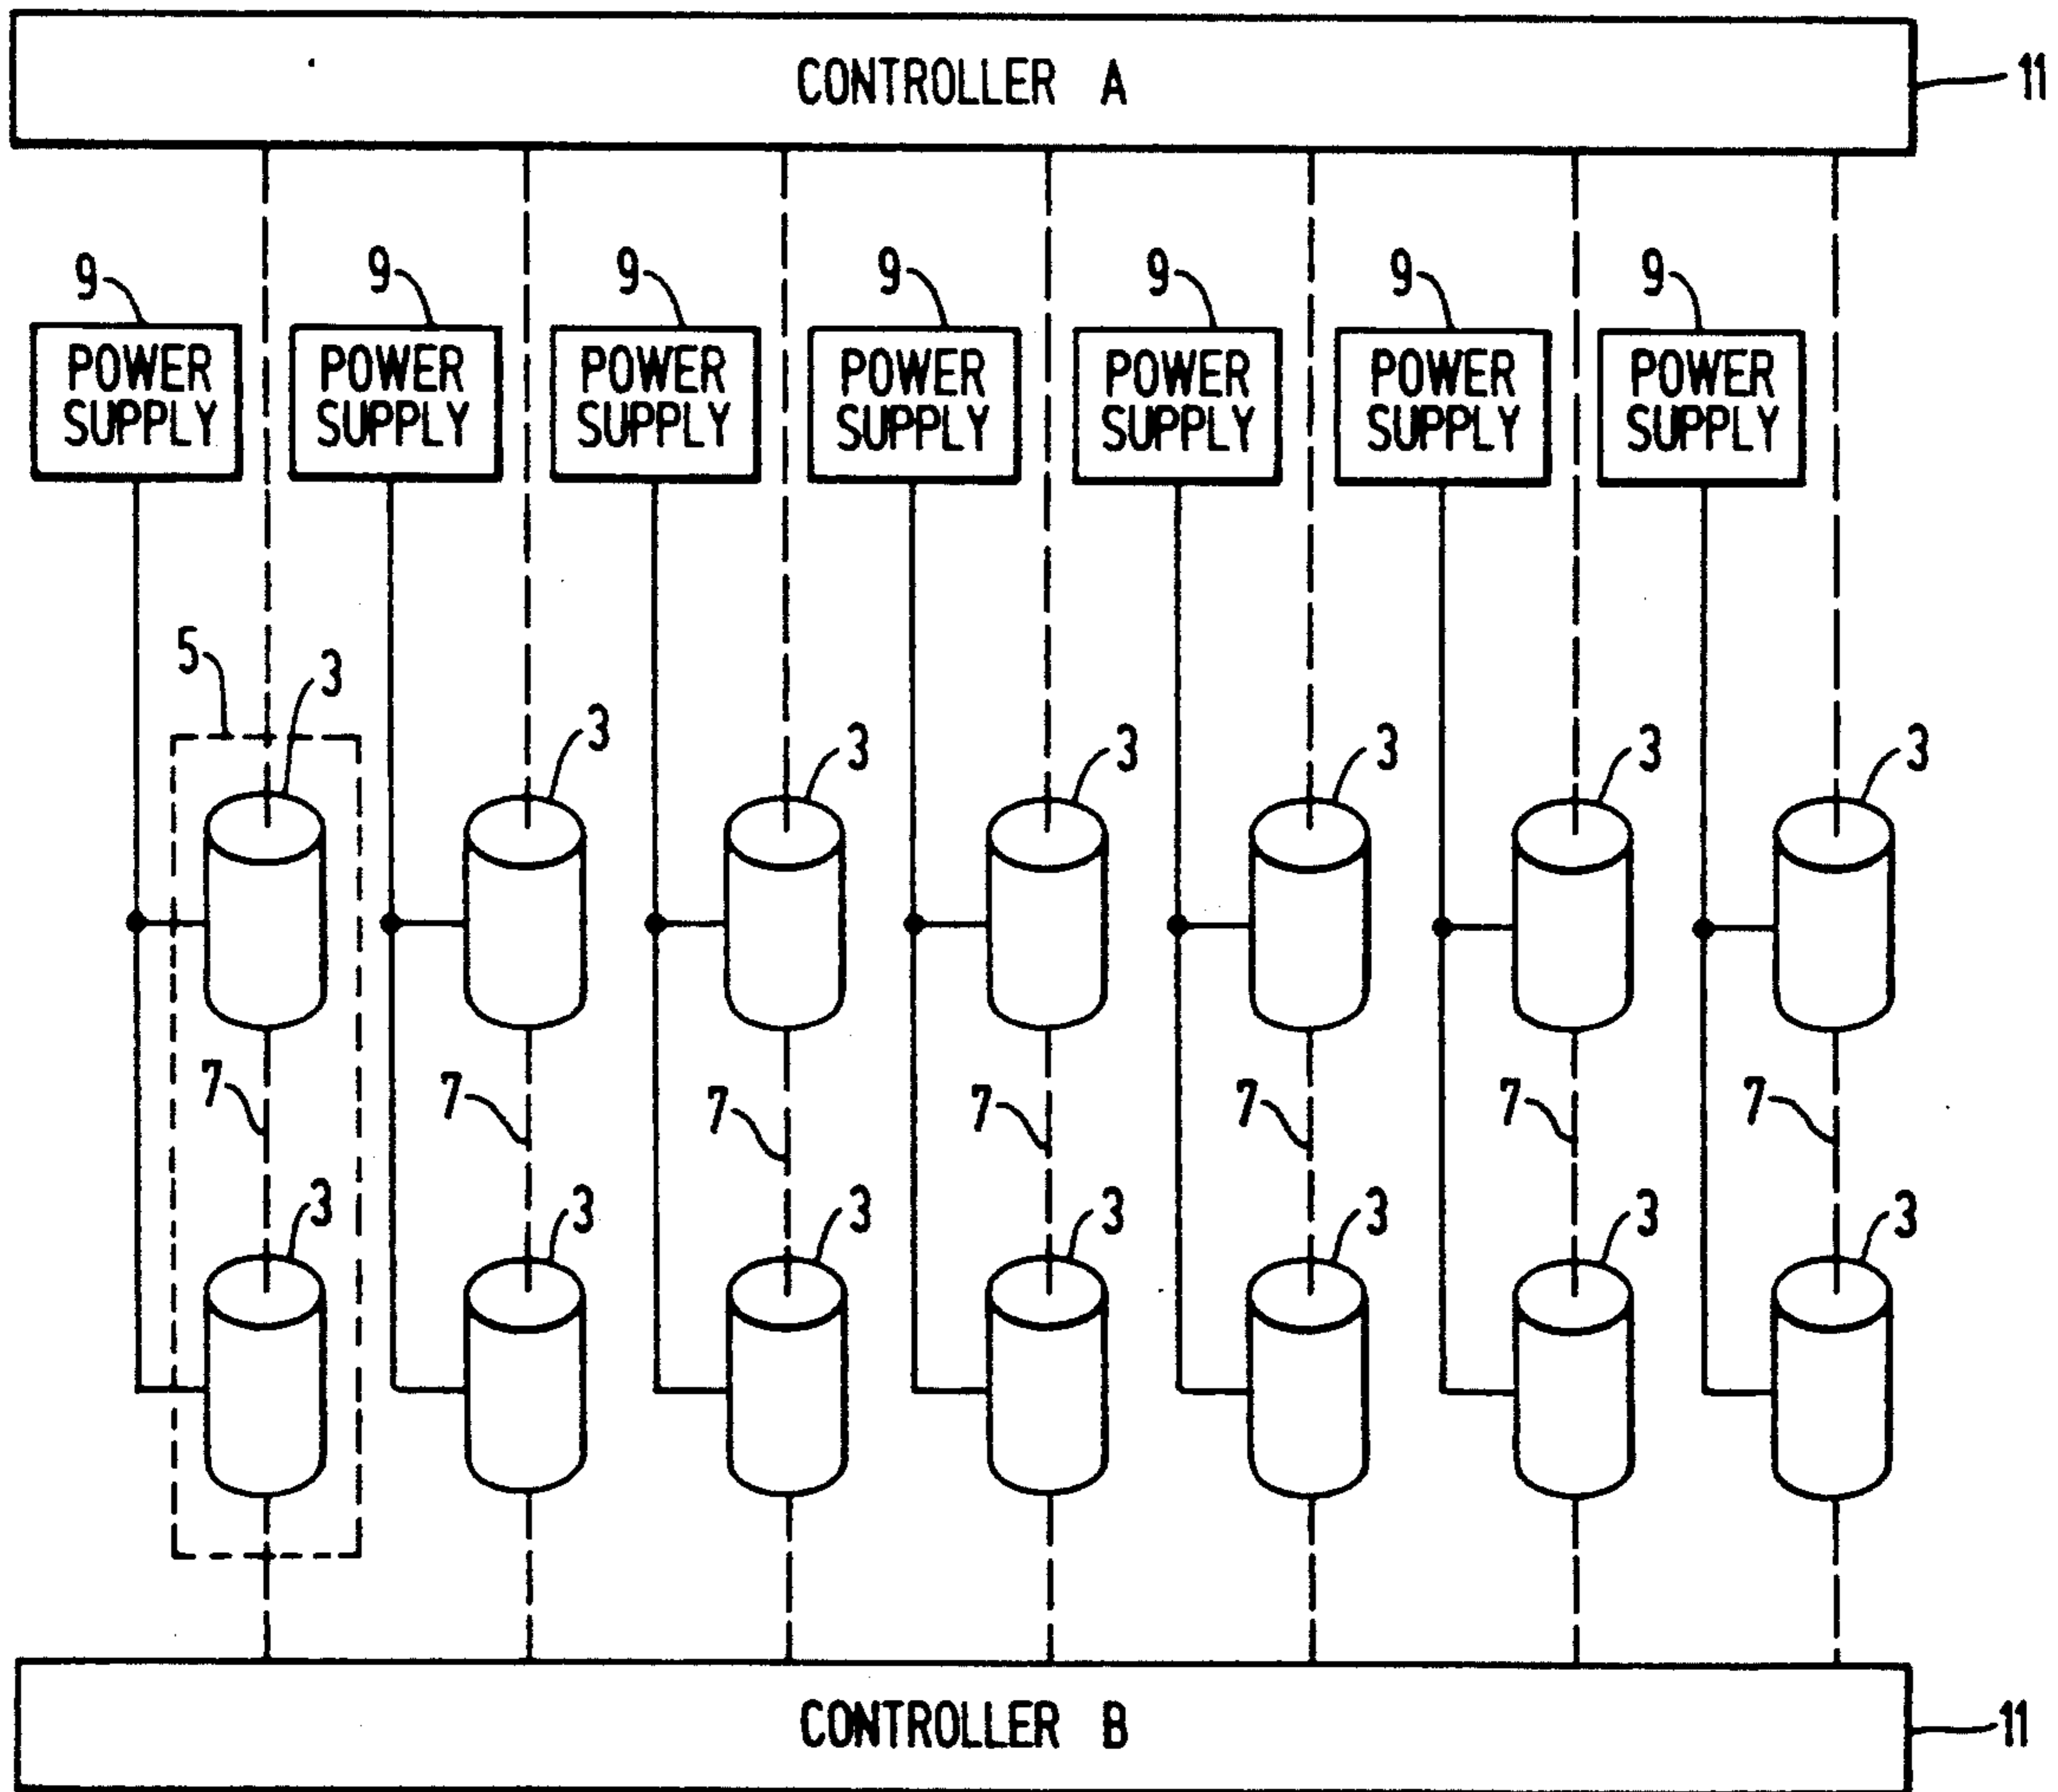 CONTROLLER A
11
9 9 9 9 9 9 9
POWER SUPPLY
POWER SUPPLY
POWER SUPPLY
POWER SUPPLY
POWER SUPPLY
POWER SUPPLY
POWER SUPPLY
5
3 3 3 3 3 3 3
7 7 7 7 7 7 7
3 3 3 3 3 3 3
CONTROLLER B
11